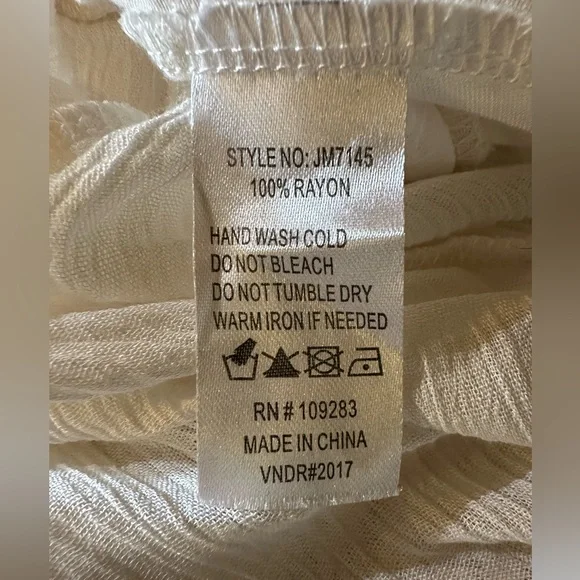 STYLE NO: JM7145
100% RAYON
HAND WASH COLD
DO NOT BLEACH
DO NOT TUMBLE DRY
WARM IRON IF NEEDED
RN # 109283
MADE IN CHINA
VNDR#2017